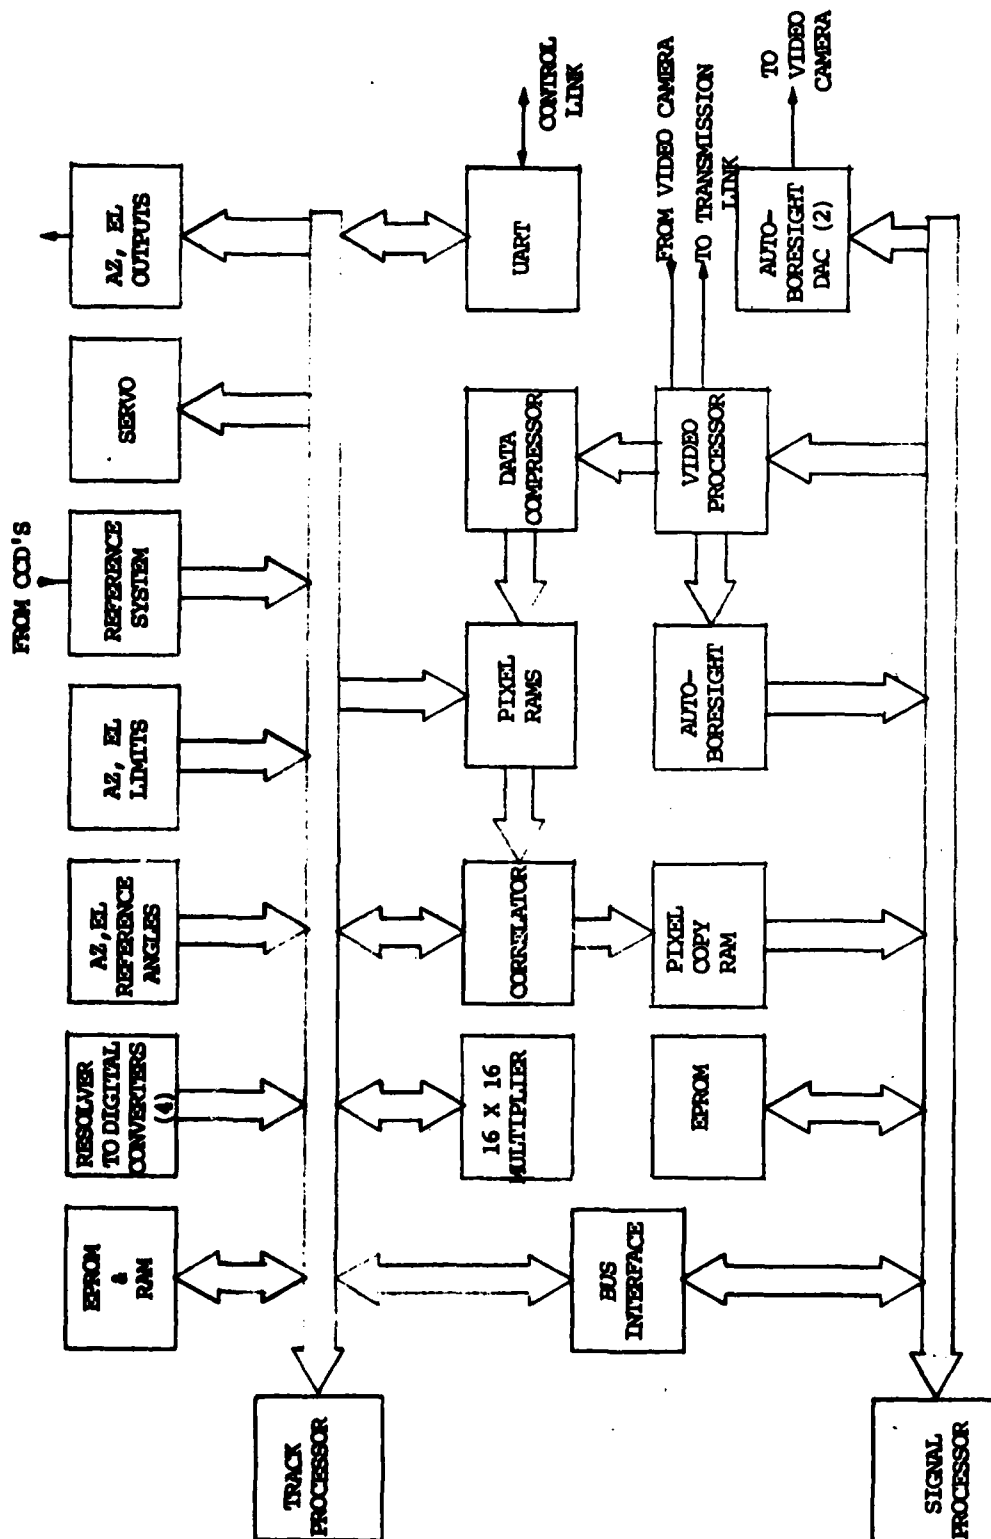 TRACK
PROCESSOR
EPROM
&
RAM
RESOLVER
TO DIGITAL
CONVERTERS
(4)
AZ, EL
REFERENCE
ANGLES
AZ, EL
LIMITS
FROM CCD'S
REFERENCE
SYSTEM
SERVO
AZ, EL
OUTPUTS
16 X 16
MULTIPLIER
CORRELATOR
PIXEL
RAMS
DATA
COMPRESSOR
UART
CONTROL
LINK
BUS
INTERFACE
EPROM
PIXEL
COPY
RAM
AUTO-
BORESIGHT
VIDEO
PROCESSOR
FROM VIDEO CAMERA
TO TRANSMISSION
LINK
AUTO-
BORESIGHT
DAC (2)
TO
VIDEO
CAMERA
SIGNAL
PROCESSOR